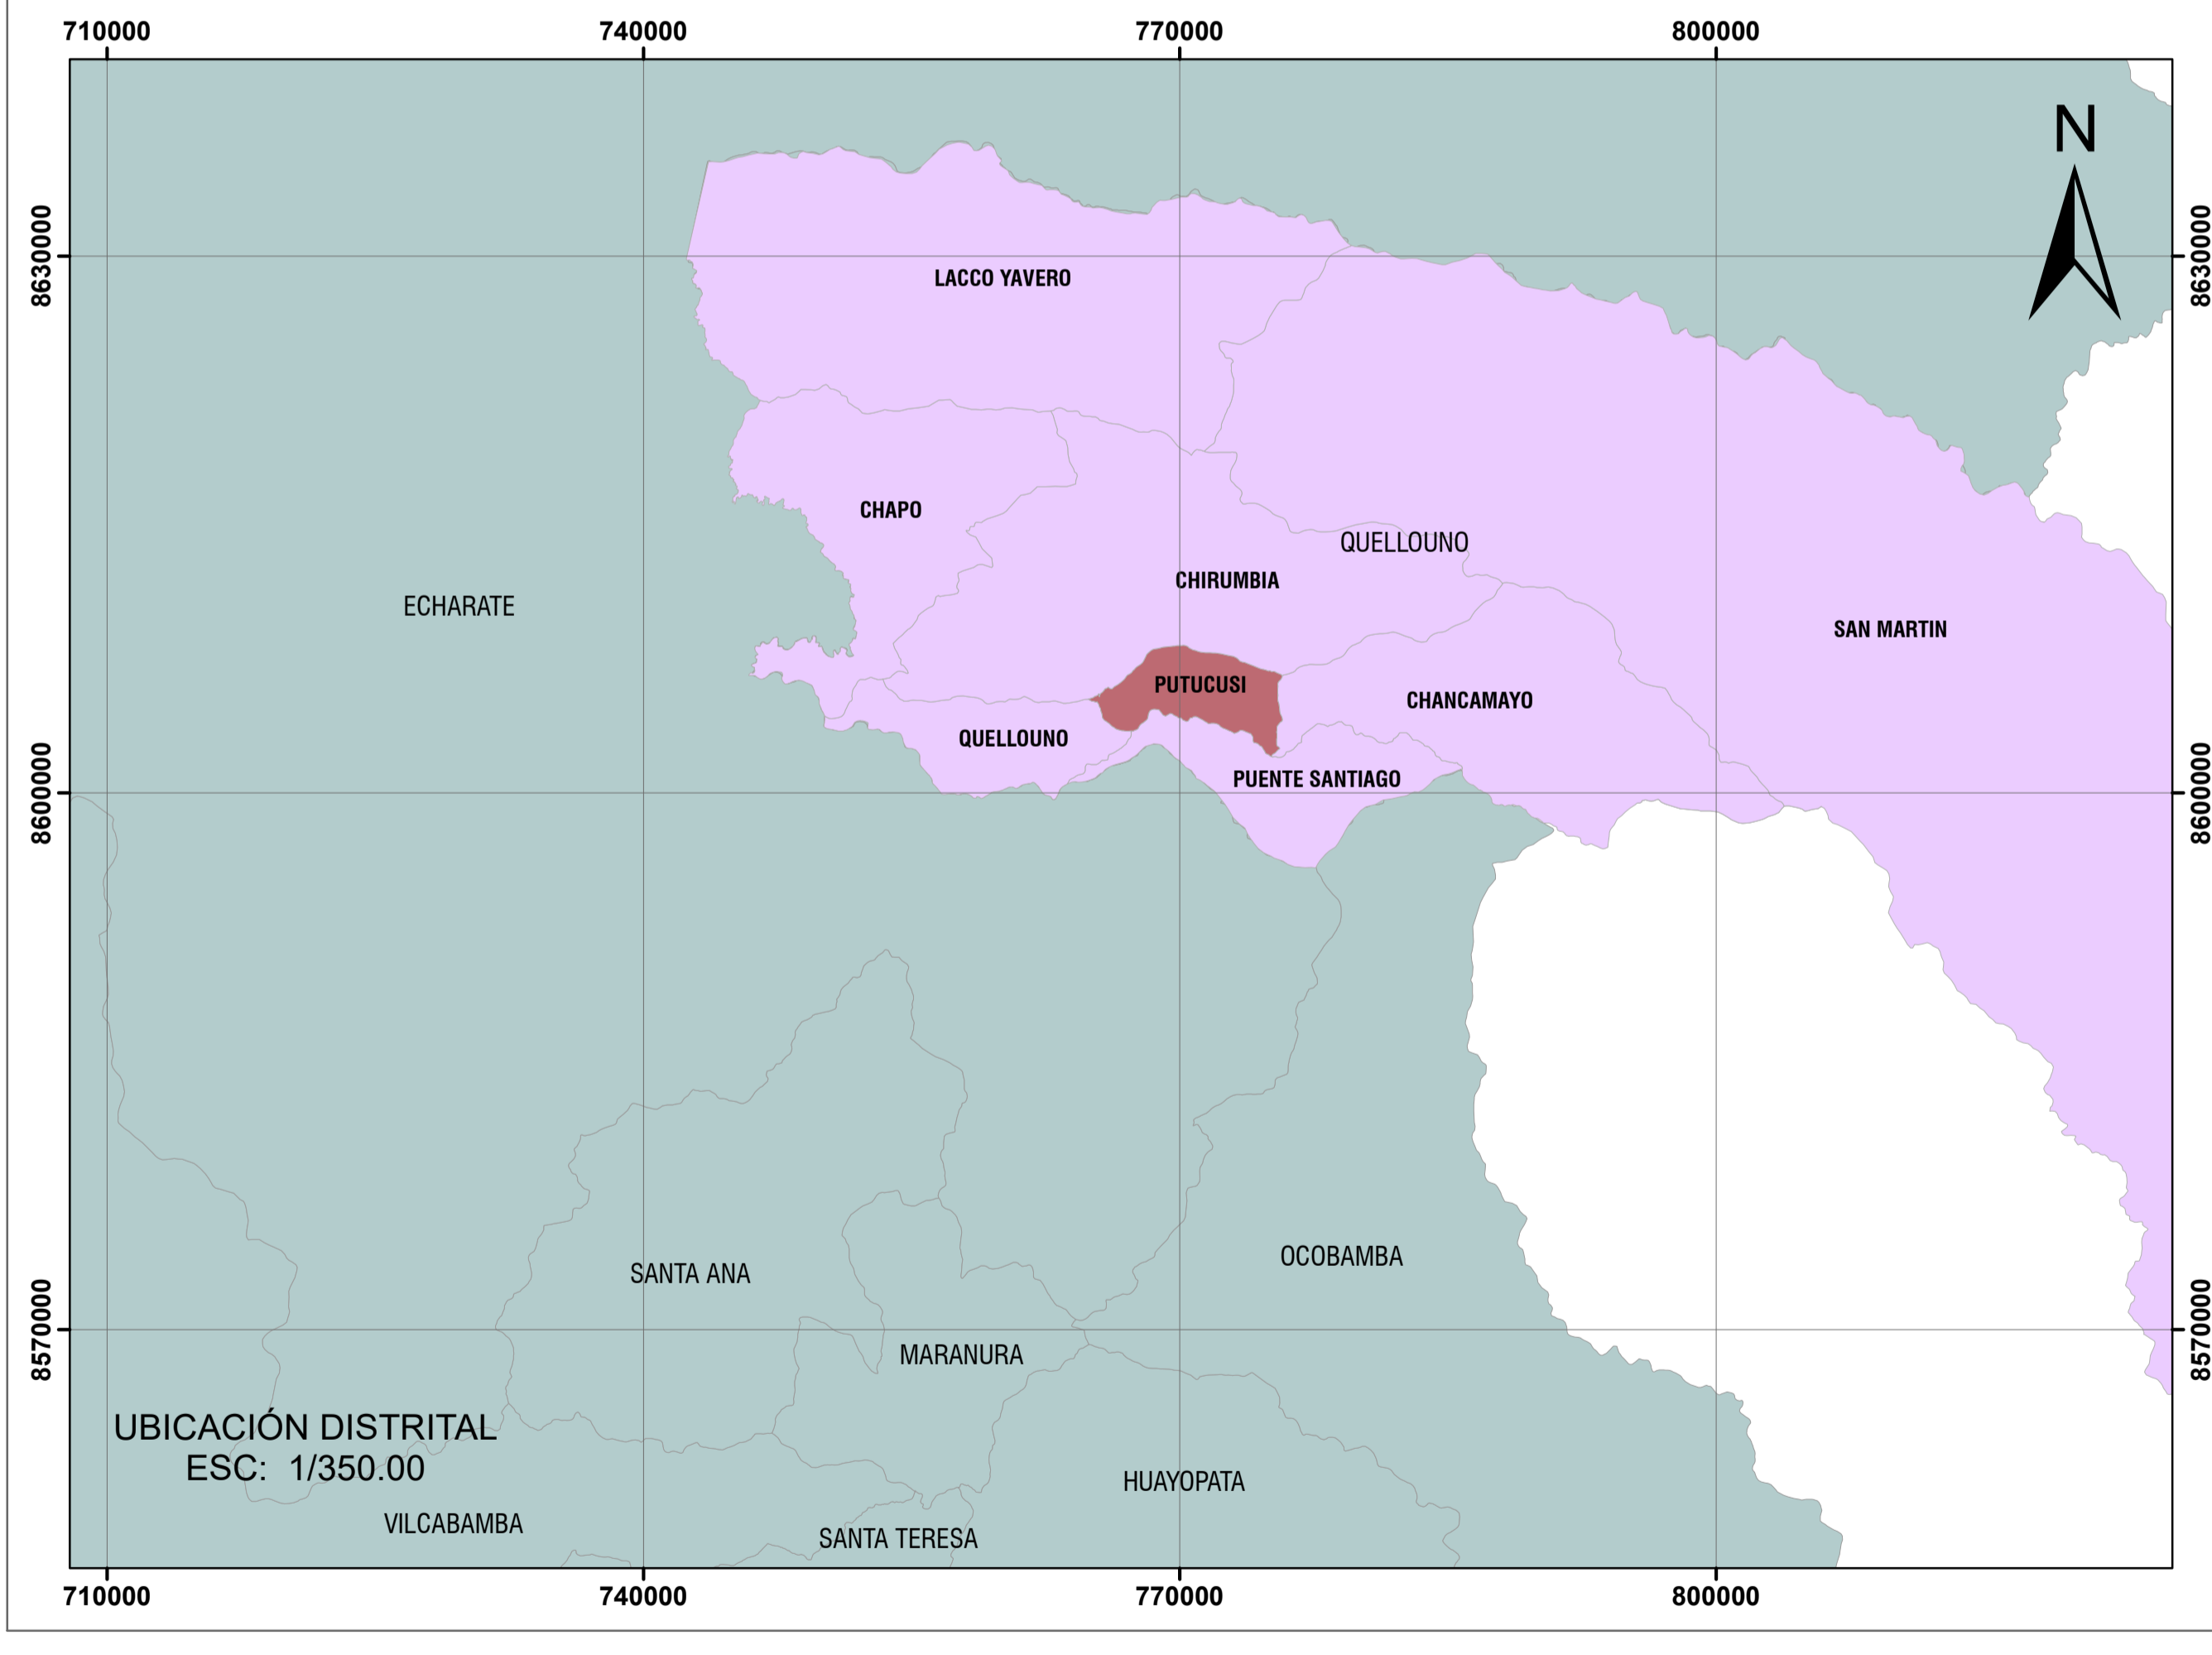 710000 740000 770000 800000
N
8630000 8630000
LACCO YAVERO
CHAPO
QUELLOUNO
CHIRUMBIA
ECHARATE
SAN MARTIN
PUTUCUSI
CHANCAMAYO
QUELLOUNO
PUENTE SANTIAGO
8600000 8600000
OCOBAMBA
SANTA ANA
8570000 8570000
MARANURA
UBICACIÓN DISTRITAL
ESC: 1/350.00
HUAYOPATA
VILCABAMBA
SANTA TERESA
710000 740000 770000 800000